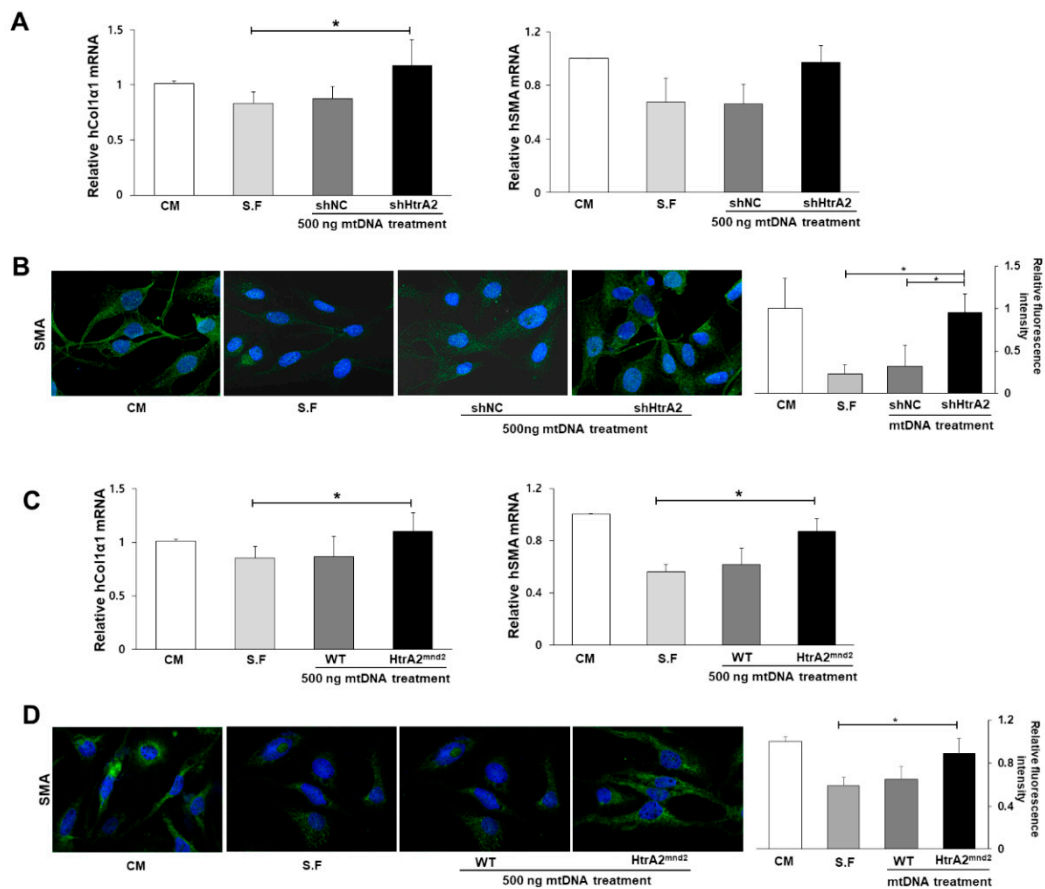 A
Relative hCol1α1 mRNA
1.5
1
0.5
0
*
CM
S.F
shNC
shHtrA2
500 ng mtDNA treatment
Relative hSMA mRNA
1.2
0.8
0.4
0
CM
S.F
shNC
shHtrA2
500 ng mtDNA treatment
B
SMA
CM
S.F
shNC
shHtrA2
500ng mtDNA treatment
*
*
1.5
1
0.5
0
Relative fluorescence
intensity
CM
S.F
shNC
shHtrA2
mtDNA treatment
C
Relative hCol1α1 mRNA
1.5
1
0.5
0
*
CM
S.F
WT
HtrA2mnd2
500 ng mtDNA treatment
Relative hSMA mRNA
1.2
0.8
0.4
0
*
CM
S.F
WT
HtrA2mnd2
500 ng mtDNA treatment
D
SMA
CM
S.F
WT
HtrA2mnd2
500 ng mtDNA treatment
*
1.2
0.8
0.4
0
Relative fluorescence
intensity
CM
S.F
WT
HtrA2mnd2
mtDNA treatment